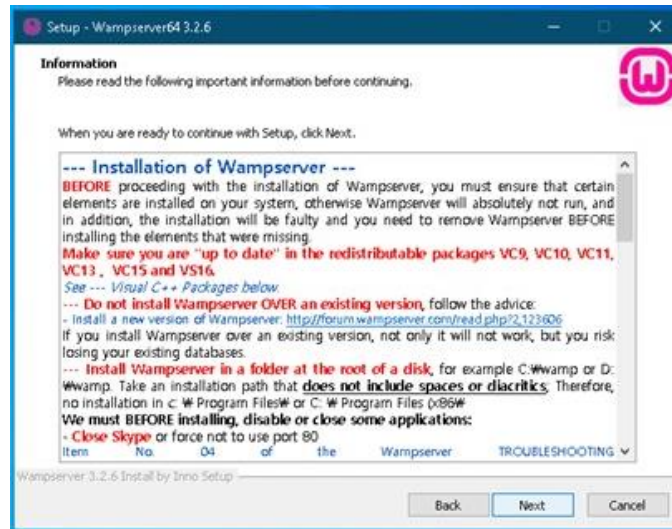 Setup - Wampserver64 3.2.6
Information
Please read the following important information before continuing.
When you are ready to continue with Setup, click Next.
--- Installation of Wampserver ---
BEFORE proceeding with the installation of Wampserver, you must ensure that certain
elements are installed on your system, otherwise Wampserver will absolutely not run, and
in addition, the installation will be faulty and you need to remove Wampserver BEFORE
installing the elements that were missing.
Make sure you are "up to date" in the redistributable packages VC9, VC10, VC11,
VC13 , VC15 and VS16.
See --- Visual C++ Packages below.
--- Do not install Wampserver OVER an existing version, follow the advice:
- Install a new version of Wampserver: http://forum.wampserver.com/read.php?2,123606
If you install Wampserver over an existing version, not only it will not work, but you risk
losing your existing databases.
--- Install Wampserver in a folder at the root of a disk, for example C:₩wamp or D:
₩wamp. Take an installation path that does not include spaces or diacritics; Therefore,
no installation in c: ₩ Program Files₩ or C: ₩ Program Files (x86₩
We must BEFORE installing, disable or close some applications:
- Close Skype or force not to use port 80
Item No. 04 of the Wampserver TROUBLESHOOTING
Wampserver 3.2.6 Install by Inno Setup
Back Next Cancel